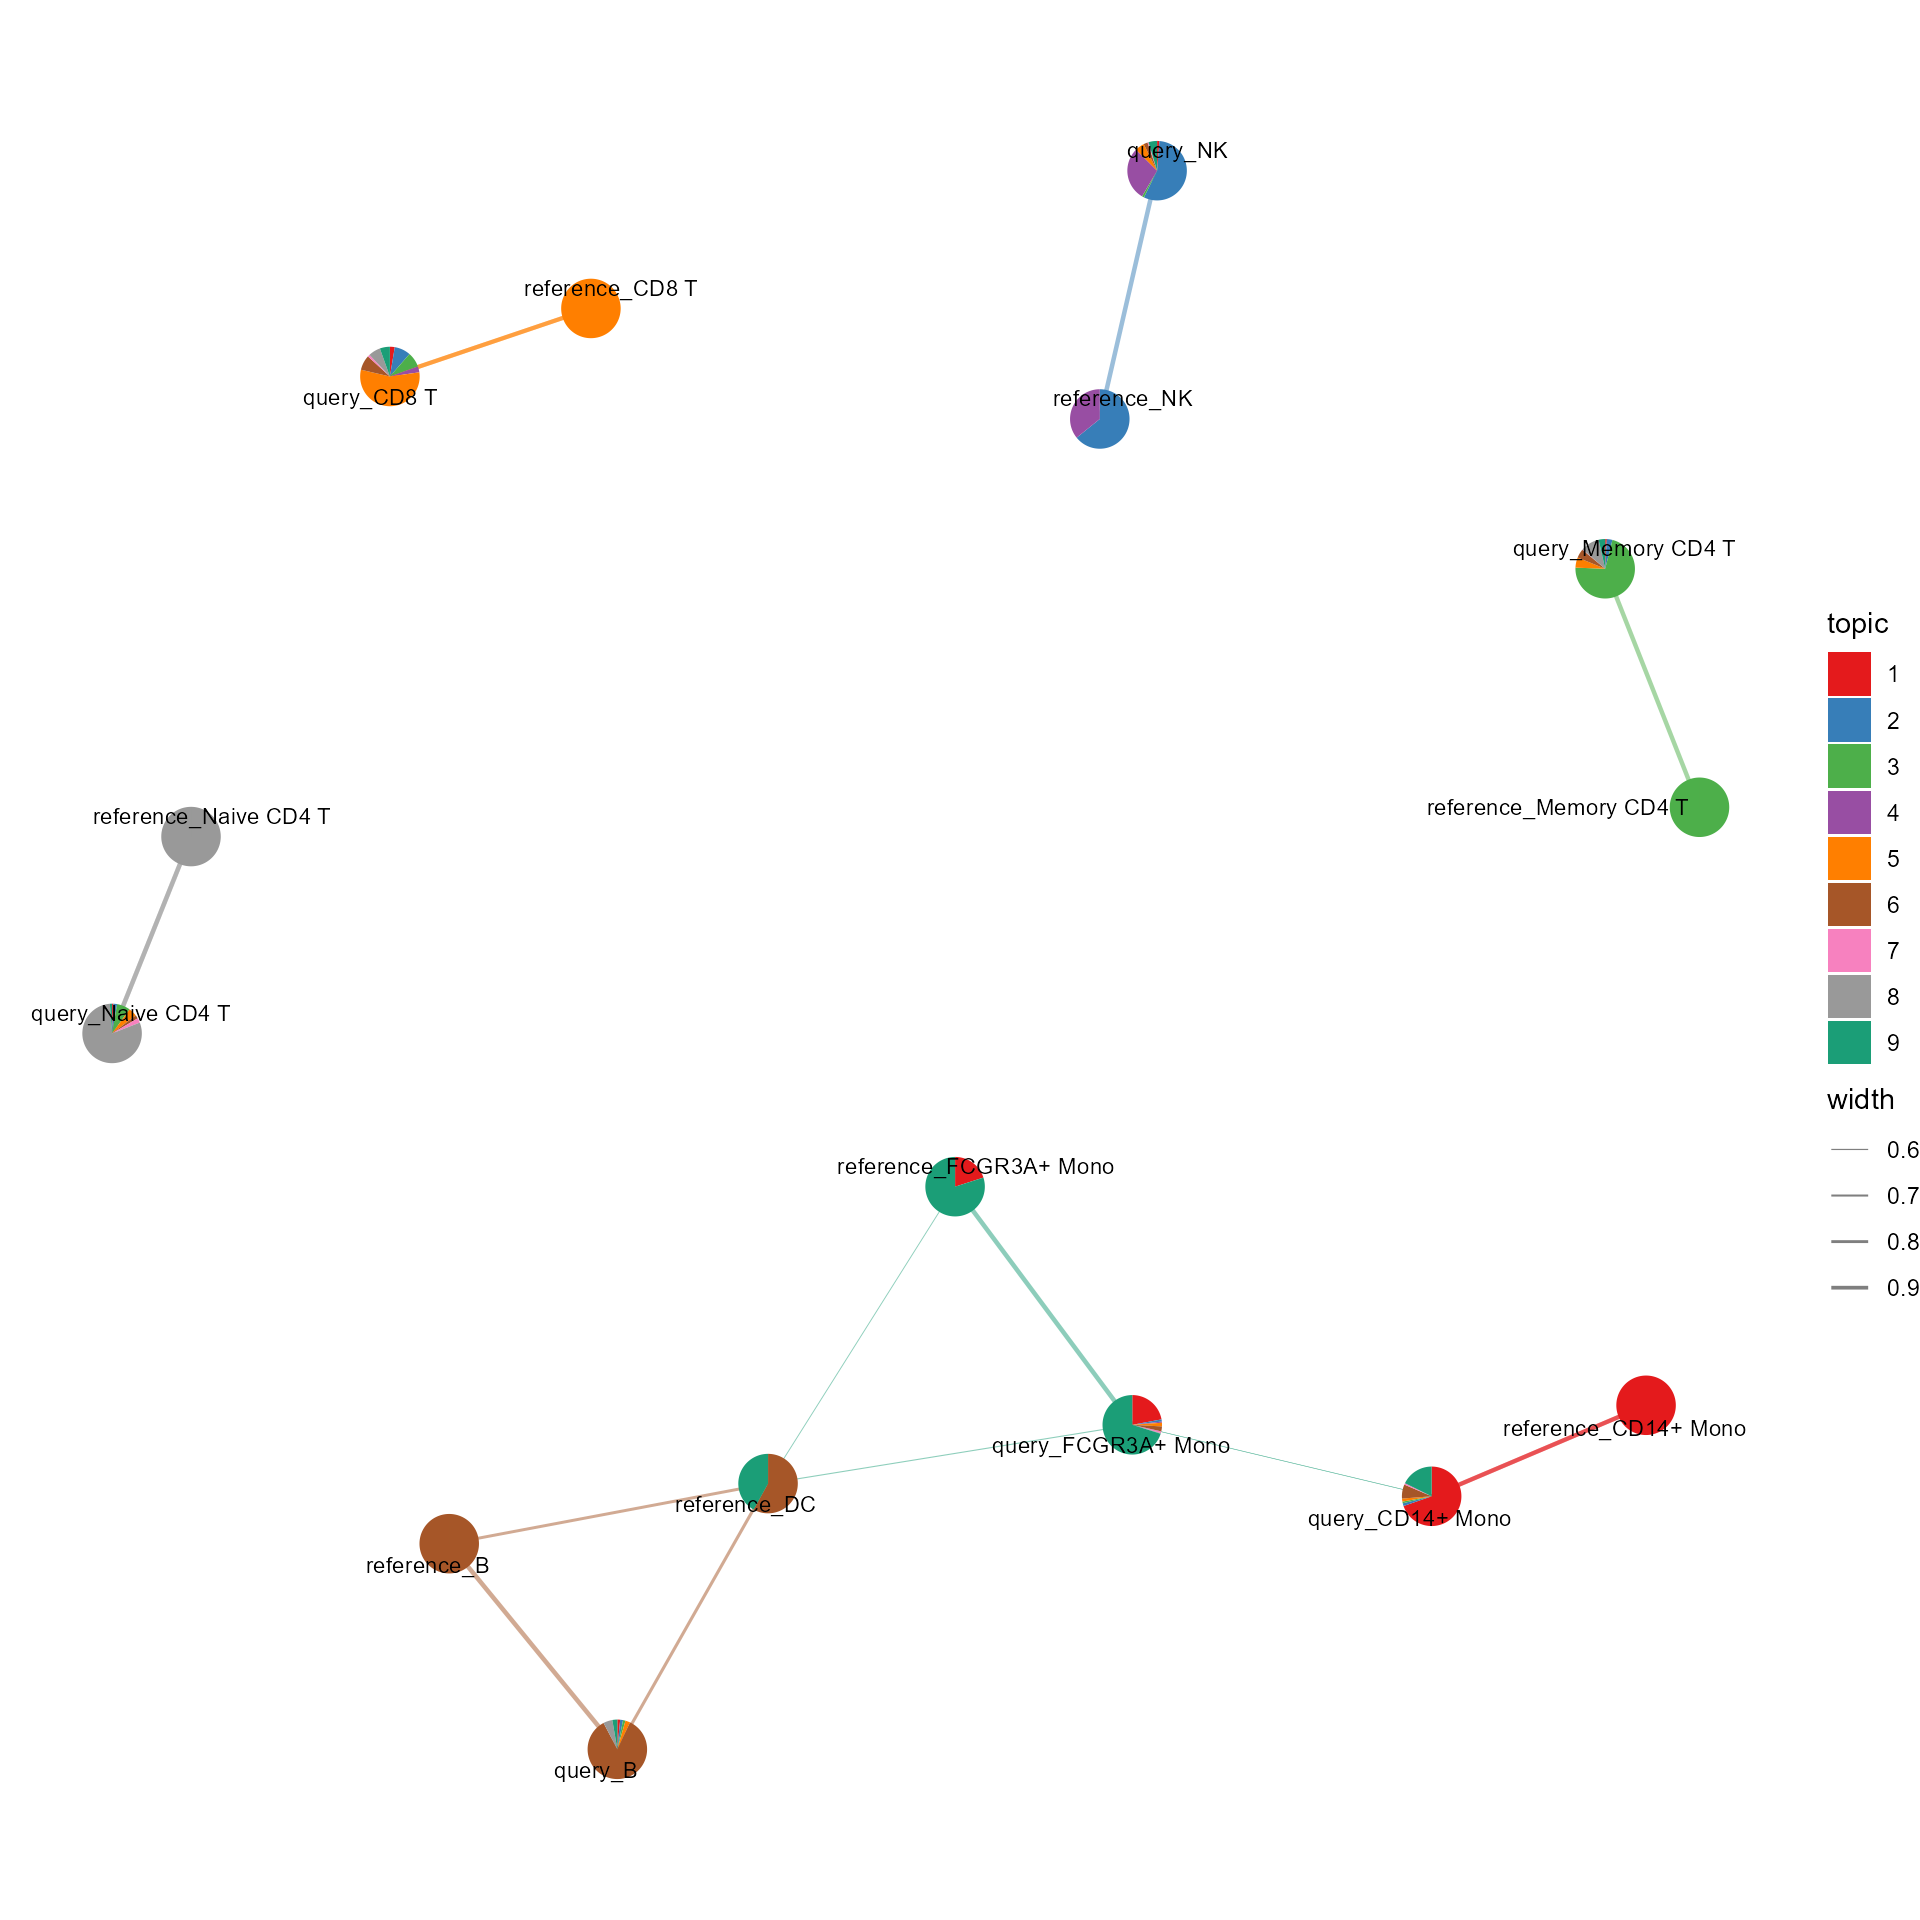 query_NK
reference_CD8 T
query_CD8 T
reference_NK
query_Memory CD4 T
reference_Memory CD4 T
reference_Naive CD4 T
query_Naive CD4 T
reference_FCGR3A+ Mono
query_FCGR3A+ Mono
reference_CD14+ Mono
reference_DC
query_CD14+ Mono
reference_B
query_B
topic
1
2
3
4
5
6
7
8
9
width
0.6
0.7
0.8
0.9